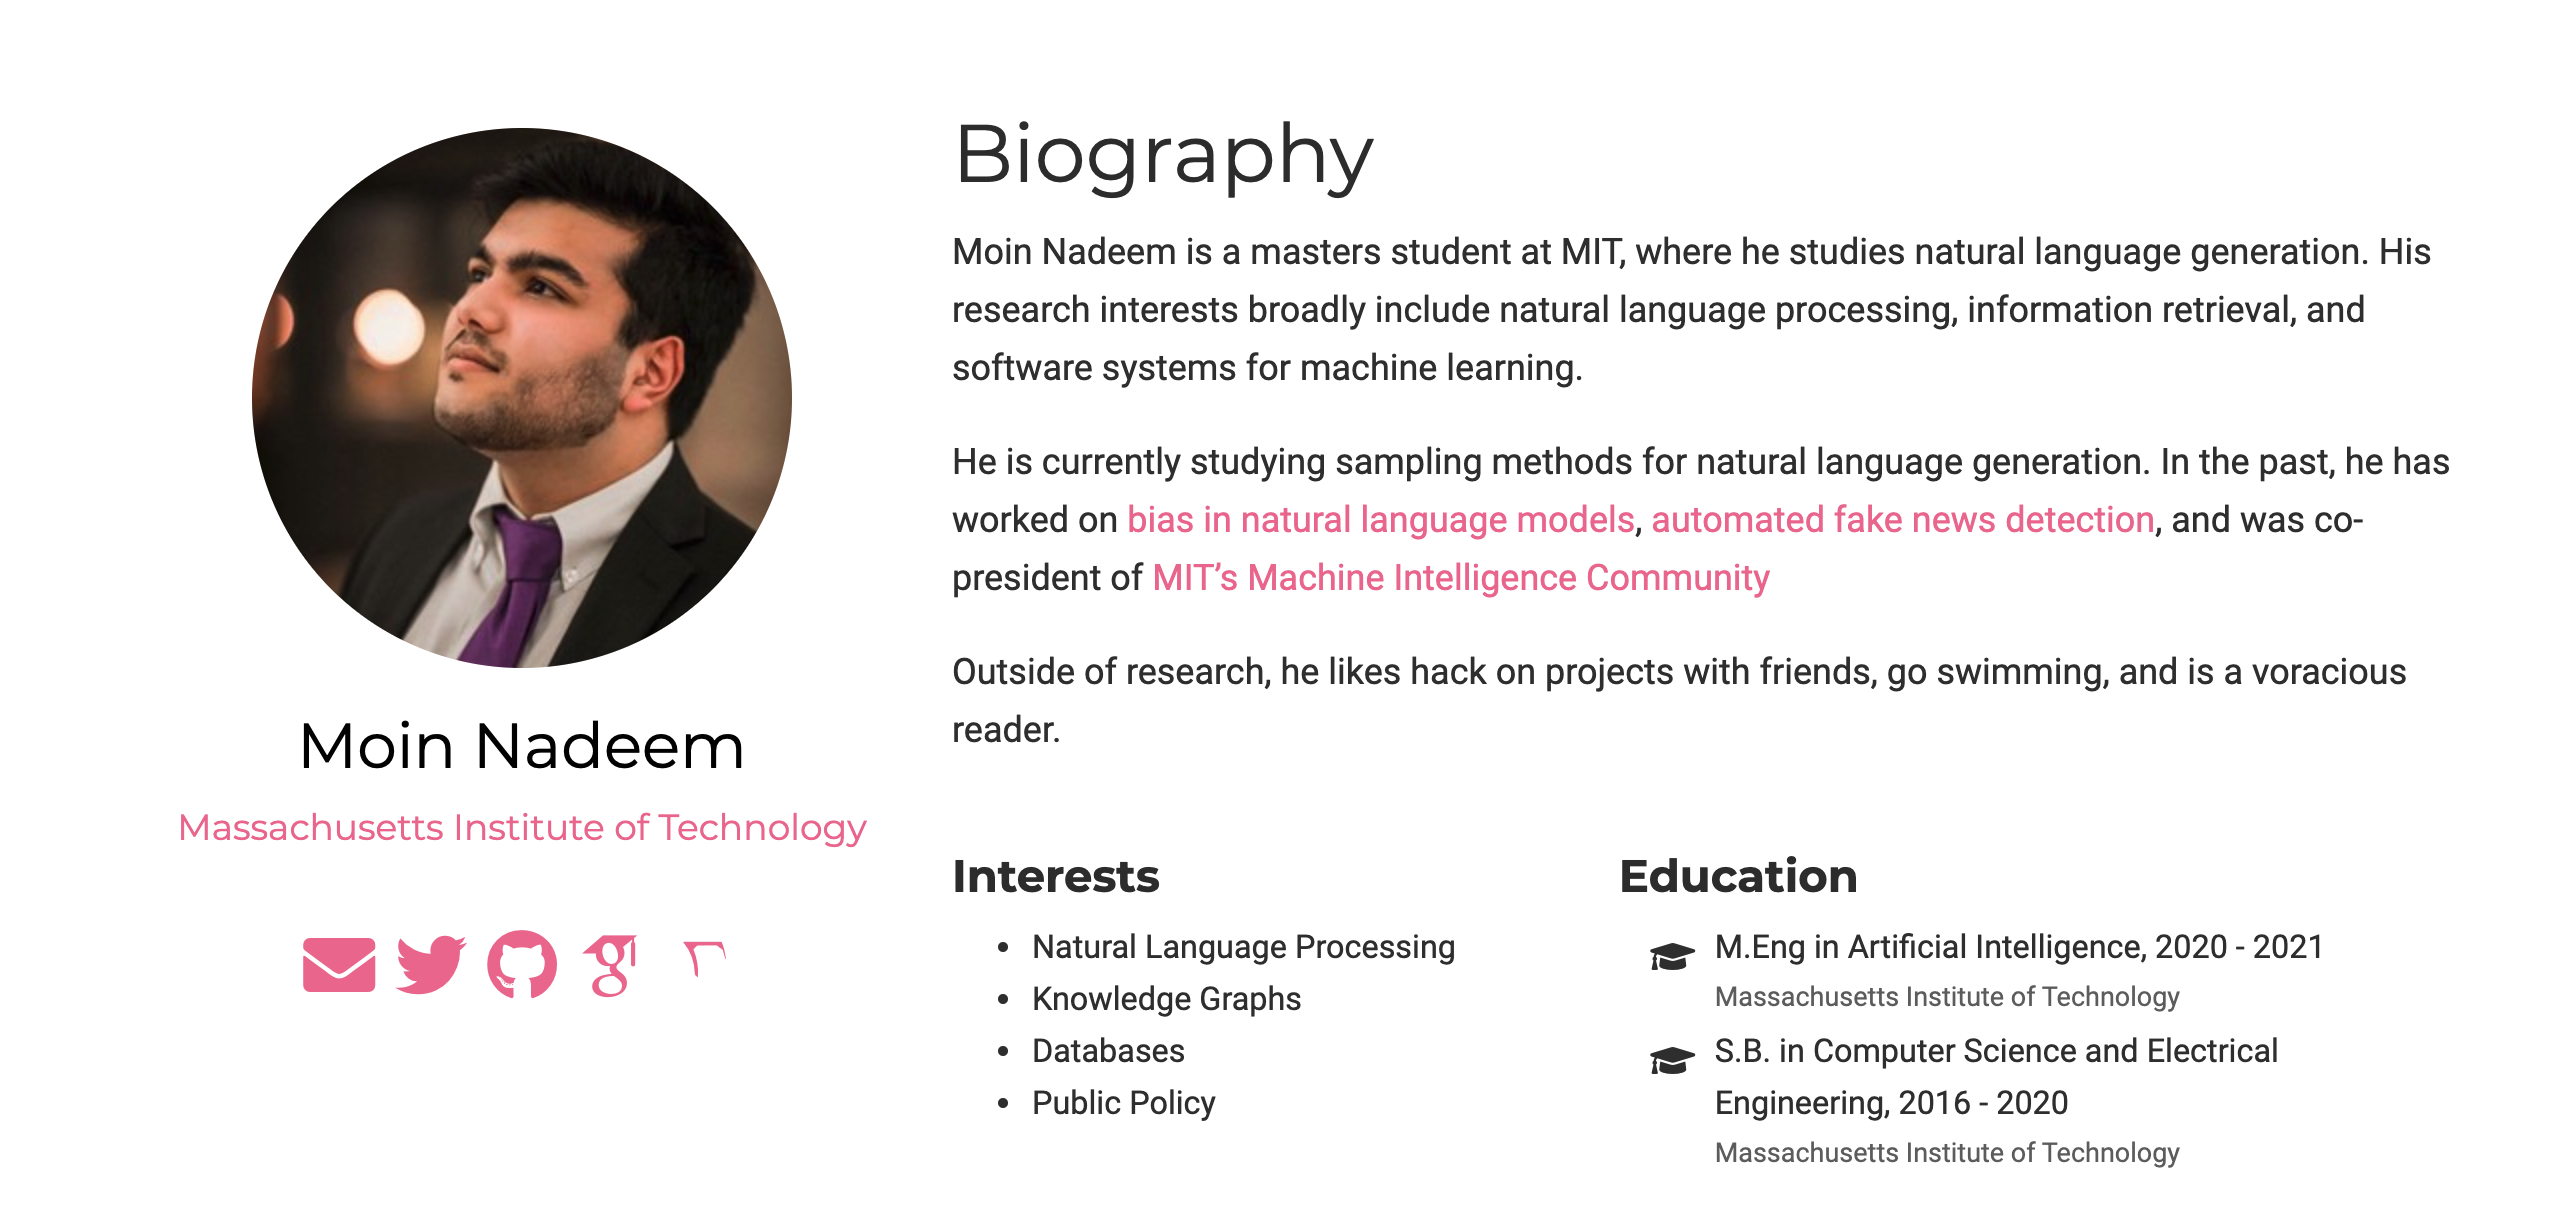 Biography
Moin Nadeem is a masters student at MIT, where he studies natural language generation. His
research interests broadly include natural language processing, information retrieval, and
software systems for machine learning.
He is currently studying sampling methods for natural language generation. In the past, he has
worked on bias in natural language models, automated fake news detection, and was co-
president of MIT’s Machine Intelligence Community
Outside of research, he likes hack on projects with friends, go swimming, and is a voracious
reader.
Moin Nadeem
Massachusetts Institute of Technology
Interests
• Natural Language Processing
• Knowledge Graphs
• Databases
• Public Policy
Education
M.Eng in Artificial Intelligence, 2020 - 2021
Massachusetts Institute of Technology
S.B. in Computer Science and Electrical
Engineering, 2016 - 2020
Massachusetts Institute of Technology